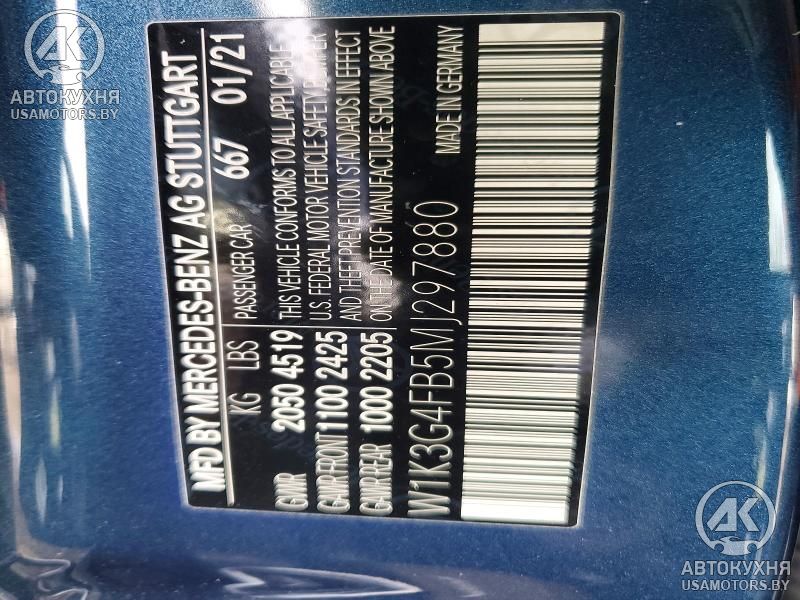 MFD BY MERCEDES-BENZ AG STUTTGART
KG LBS 667 01/21
PASSENGER CAR
GVWR 2050 4519
GAWR FRONT 1100 2425
GAWR REAR 1000 2205
THIS VEHICLE CONFORMS TO ALL APPLICABLE
U.S. FEDERAL MOTOR VEHICLE SAFETY, BUMPER
AND THEFT PREVENTION STANDARDS IN EFFECT
ON THE DATE OF MANUFACTURE SHOWN ABOVE
W1K3G4FB5MJ297880
MADE IN GERMANY
АК
АВТОКУХНЯ
USAMOTORS.BY
АК
АВТОКУХНЯ
USAMOTORS.BY